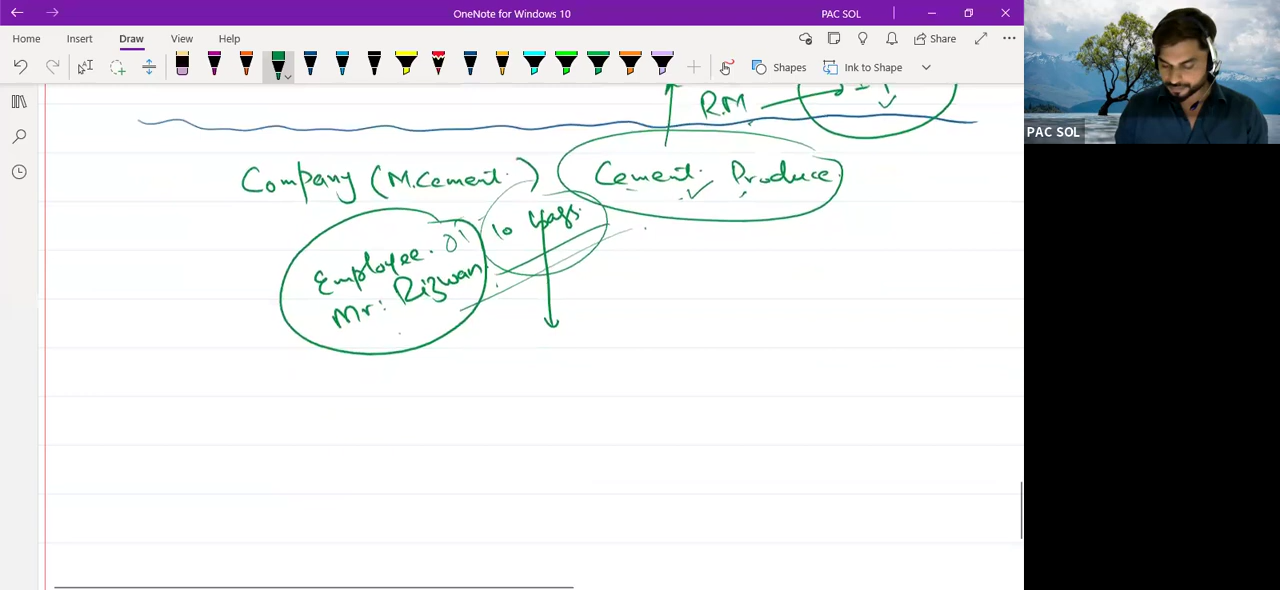 OneNote for Windows 10
PAC SOL
Home Insert Draw View Help
Share
Shapes
Ink to Shape
PAC SOL
R.M
Company (M.Cement.) Cement. Produce.
Employee. 01 10
Mr: Rizwan